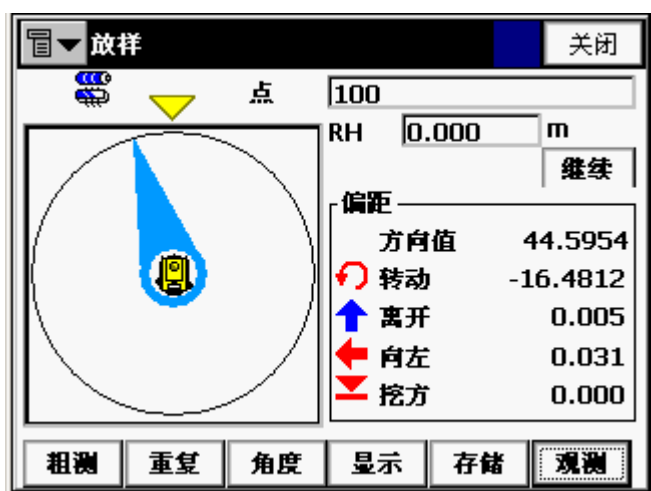 放样 关闭
点 100
RH 0.000 m
继续
偏距
方向值 44.5954
转动 -16.4812
离开 0.005
向左 0.031
挖方 0.000
粗测 重复 角度 显示 存储 观测